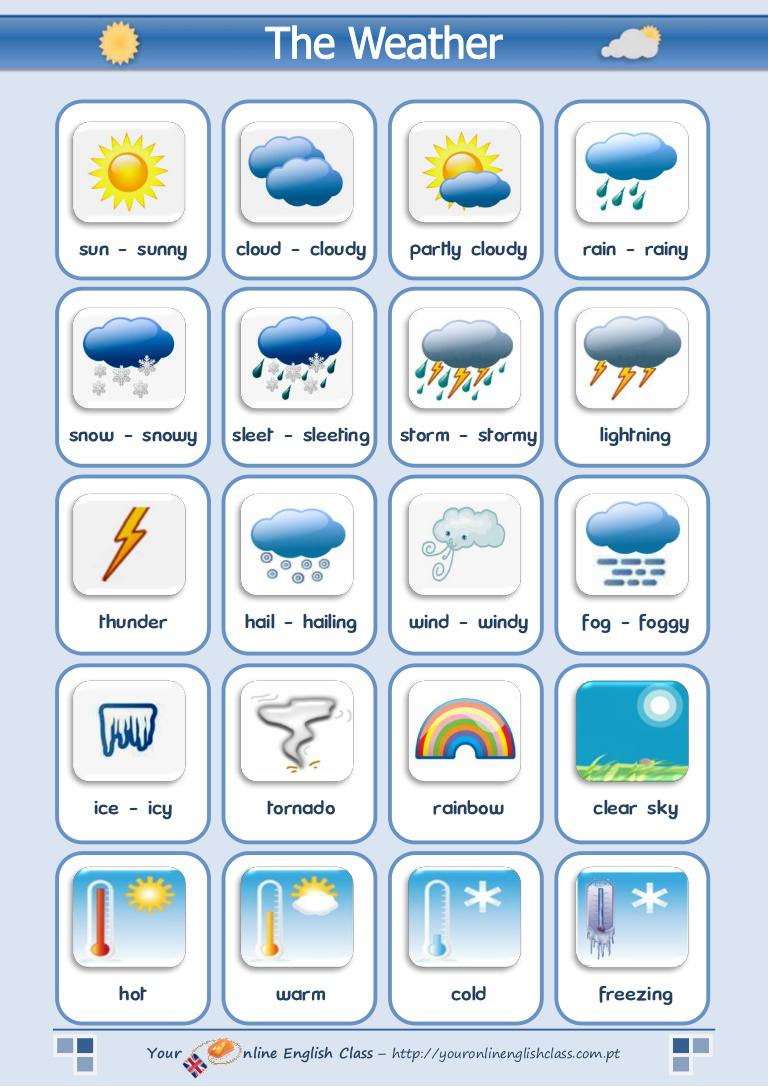 The Weather
sun - sunny
cloud - cloudy
partly cloudy
rain - rainy
snow - snowy
sleet - sleeting
storm - stormy
lightning
thunder
hail - hailing
wind - windy
fog - foggy
ice - icy
tornado
rainbow
clear sky
hot
warm
cold
freezing
Your nline English Class – http://youronlinenglishclass.com.pt